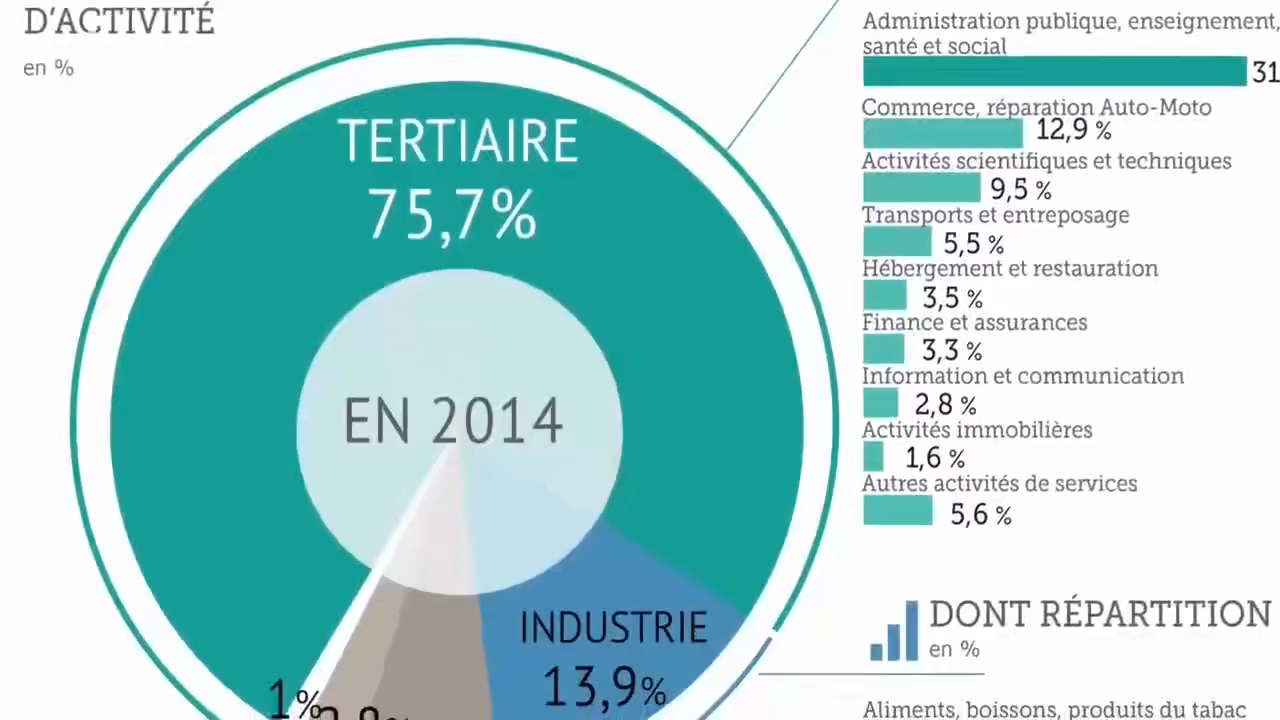 D'ACTIVITÉ
en %
TERTIAIRE
75,7%
EN 2014
INDUSTRIE
13,9%
1%
Administration publique, enseignement,
santé et social
31
Commerce, réparation Auto-Moto
12,9 %
Activités scientifiques et techniques
9,5 %
Transports et entreposage
5,5 %
Hébergement et restauration
3,5 %
Finance et assurances
3,3 %
Information et communication
2,8 %
Activités immobilières
1,6 %
Autres activités de services
5,6 %
DONT RÉPARTITION
en %
Aliments, boissons, produits du tabac